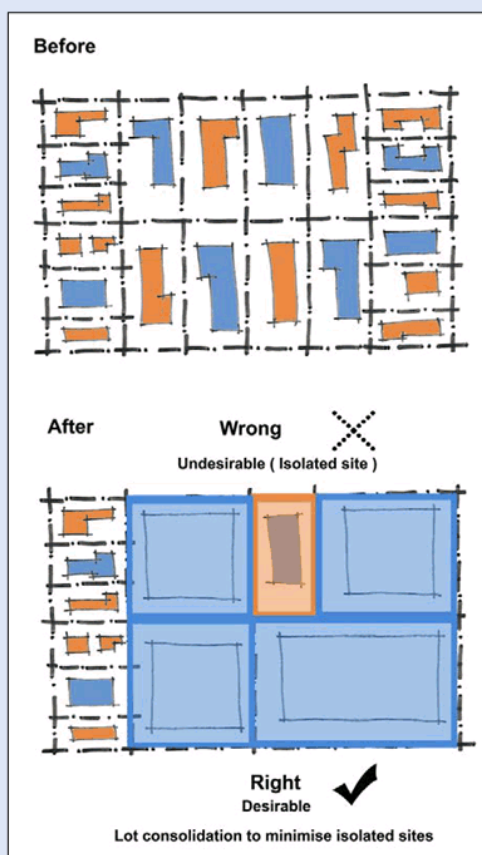 Before
After
Wrong
Undesirable ( Isolated site )
Right
Desirable
Lot consolidation to minimise isolated sites